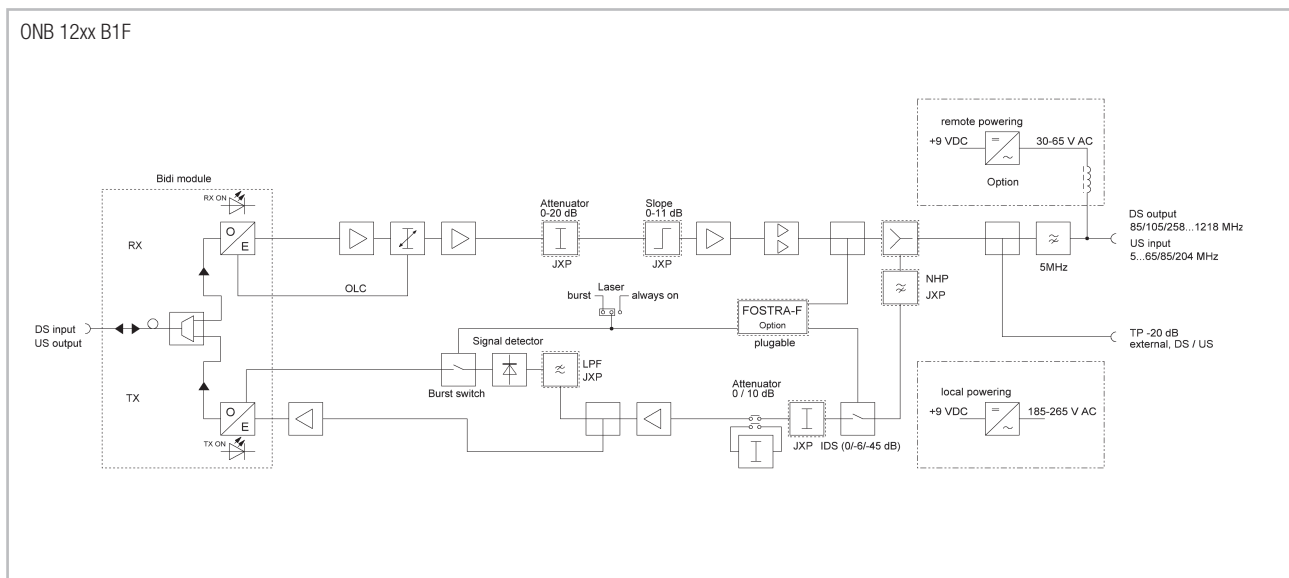 ONB 12xx B1F
remote powering
+9 VDC
30-65 V AC
Option
Bidi module
RX ON
RX
O
E
OLC
Attenuator
0-20 dB
JXP
Slope
0-11 dB
JXP
5MHz
DS output
85/105/258...1218 MHz
US input
5...65/85/204 MHz
NHP
JXP
Laser
burst
always on
FOSTRA-F
Option
plugable
DS input
US output
TP -20 dB
external, DS / US
Signal detector
LPF
JXP
Burst switch
Attenuator
0 / 10 dB
JXP
IDS (0/-6/-45 dB)
TX
O
E
TX ON
local powering
+9 VDC
185-265 V AC